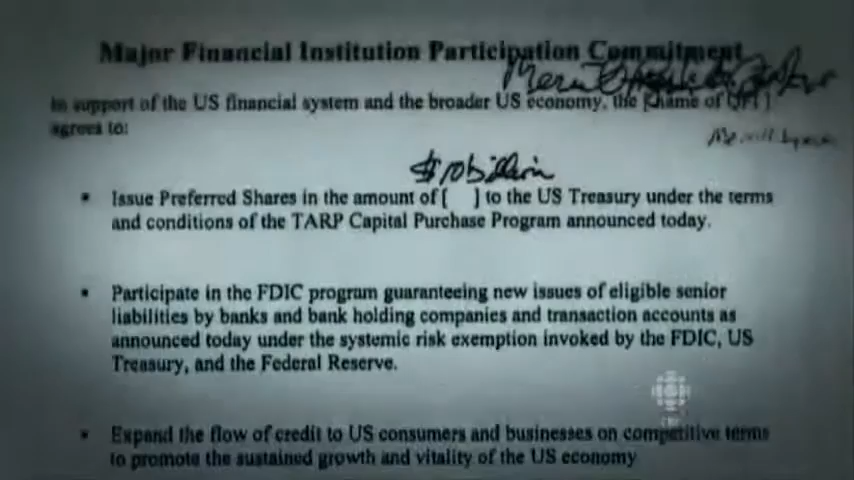 Major Financial Institution Participation Commitment
In support of the US financial system and the broader US economy, the [name of QFI]
Merrill Lynch
agrees to:
$10 billion
• Issue Preferred Shares in the amount of [ ] to the US Treasury under the terms
and conditions of the TARP Capital Purchase Program announced today.
• Participate in the FDIC program guaranteeing new issues of eligible senior
liabilities by banks and bank holding companies and transaction accounts as
announced today under the systemic risk exemption invoked by the FDIC, US
Treasury, and the Federal Reserve.
• Expand the flow of credit to US consumers and businesses on competitive terms
to promote the sustained growth and vitality of the US economy